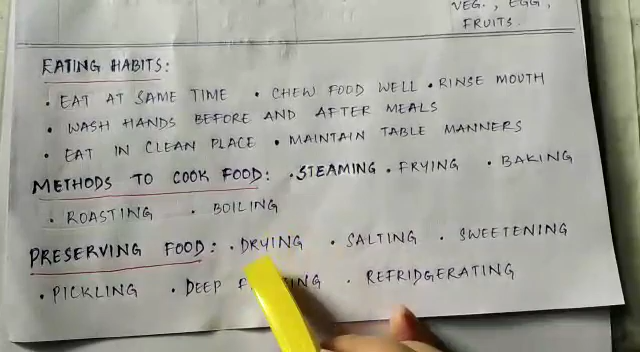 VEG., EGG,
FRUITS.
EATING HABITS:
• EAT AT SAME TIME • CHEW FOOD WELL • RINSE MOUTH
• WASH HANDS BEFORE AND AFTER MEALS
• EAT IN CLEAN PLACE • MAINTAIN TABLE MANNERS
METHODS TO COOK FOOD: • STEAMING • FRYING • BAKING
• ROASTING • BOILING
PRESERVING FOOD: • DRYING • SALTING • SWEETENING
• PICKLING • DEEP • REFRIDGERATING